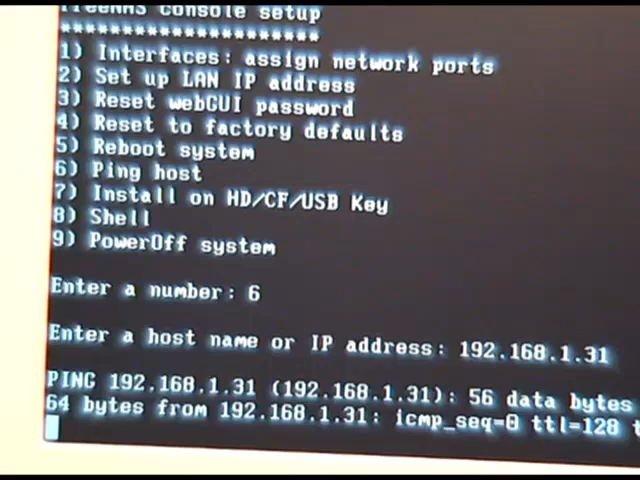 freeNAS console setup
********************
1) Interfaces: assign network ports
2) Set up LAN IP address
3) Reset webGUI password
4) Reset to factory defaults
5) Reboot system
6) Ping host
7) Install on HD/CF/USB Key
8) Shell
9) PowerOff system
Enter a number: 6
Enter a host name or IP address: 192.168.1.31
PING 192.168.1.31 (192.168.1.31): 56 data bytes
64 bytes from 192.168.1.31: icmp_seq=0 ttl=128 t